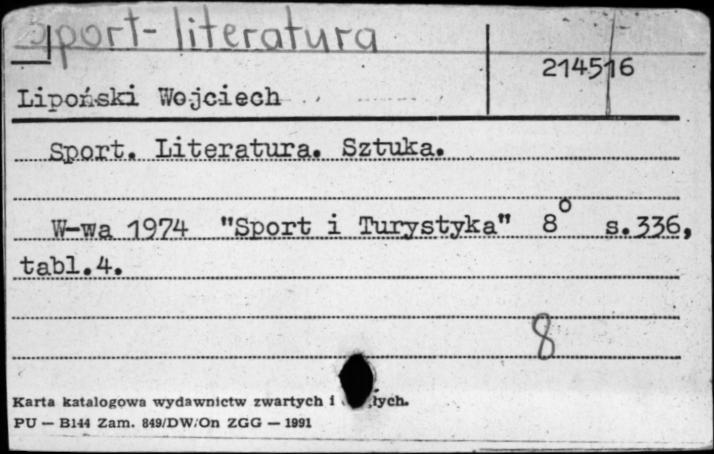 Sport-literatura
214516
Lipoński Wojciech
Sport. Literatura. Sztuka.
W-wa 1974 "Sport i Turystyka" 8° s.336,
tabl.4.
8
Karta katalogowa wydawnictw zwartych i
PU — B144 Zam. 849/DW/On ZGG — 1991